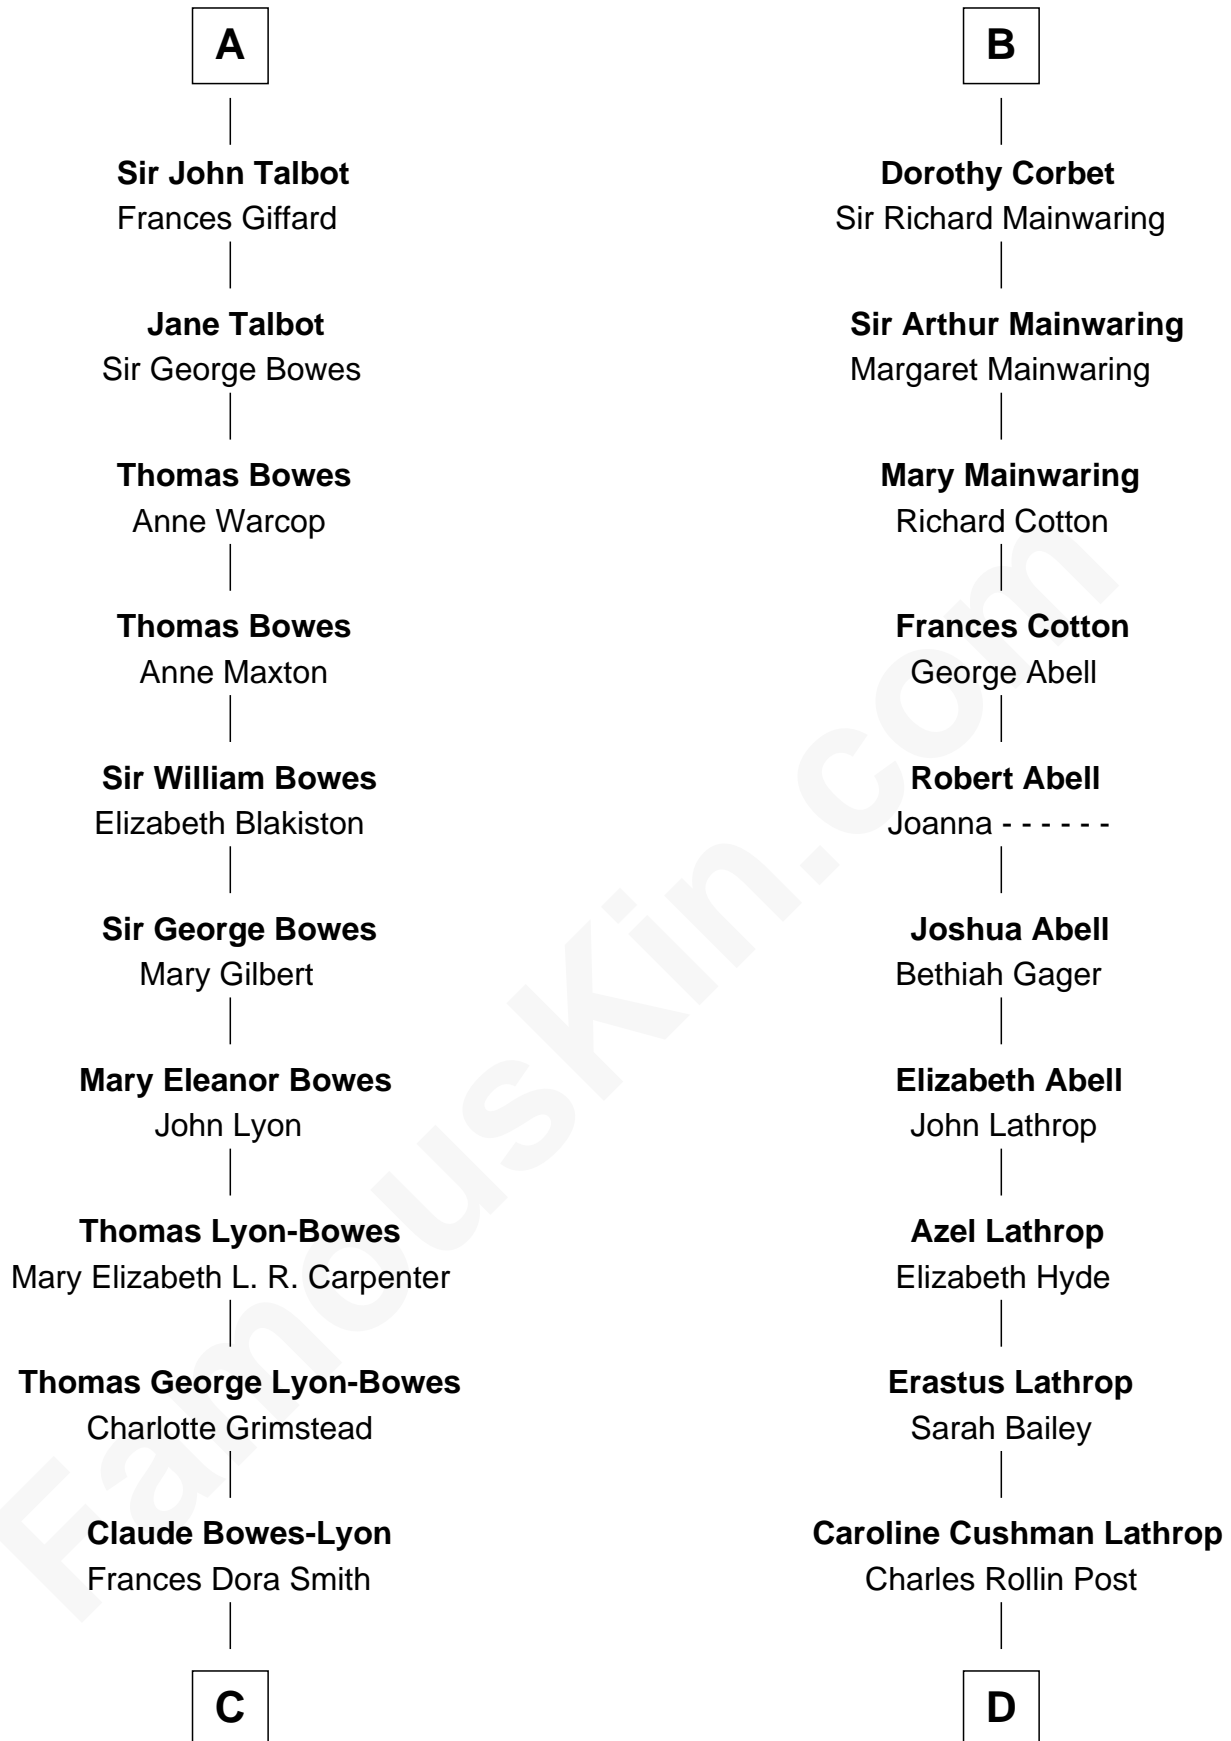 A
Sir John Talbot
Frances Giffard
Jane Talbot
Sir George Bowes
Thomas Bowes
Anne Warcop
Thomas Bowes
Anne Maxton
Sir William Bowes
Elizabeth Blakiston
Sir George Bowes
Mary Gilbert
Mary Eleanor Bowes
John Lyon
Thomas Lyon-Bowes
Mary Elizabeth L. R. Carpenter
Thomas George Lyon-Bowes
Charlotte Grimstead
Claude Bowes-Lyon
Frances Dora Smith
C
B
Dorothy Corbet
Sir Richard Mainwaring
Sir Arthur Mainwaring
Margaret Mainwaring
Mary Mainwaring
Richard Cotton
Frances Cotton
George Abell
Robert Abell
Joanna - - - - - -
Joshua Abell
Bethiah Gager
Elizabeth Abell
John Lathrop
Azel Lathrop
Elizabeth Hyde
Erastus Lathrop
Sarah Bailey
Caroline Cushman Lathrop
Charles Rollin Post
D
FamousKin.com